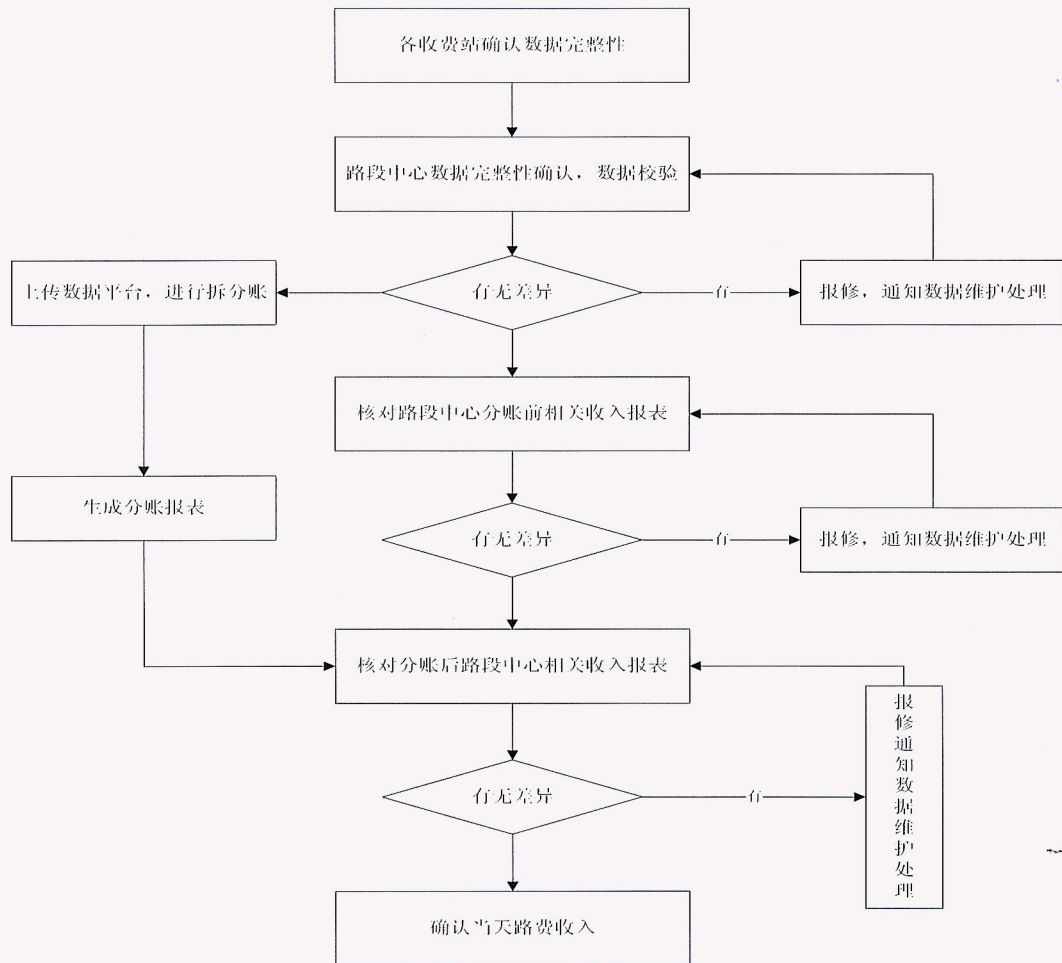 各收费站确认数据完整性
路段中心数据完整性确认，数据校验
上传数据平台，进行拆分账
有无差异
有
报修，通知数据维护处理
核对路段中心分账前相关收入报表
生成分账报表
有无差异
有
报修，通知数据维护处理
核对分账后路段中心相关收入报表
报修通知数据维护处理
有无差异
有
确认当天路费收入